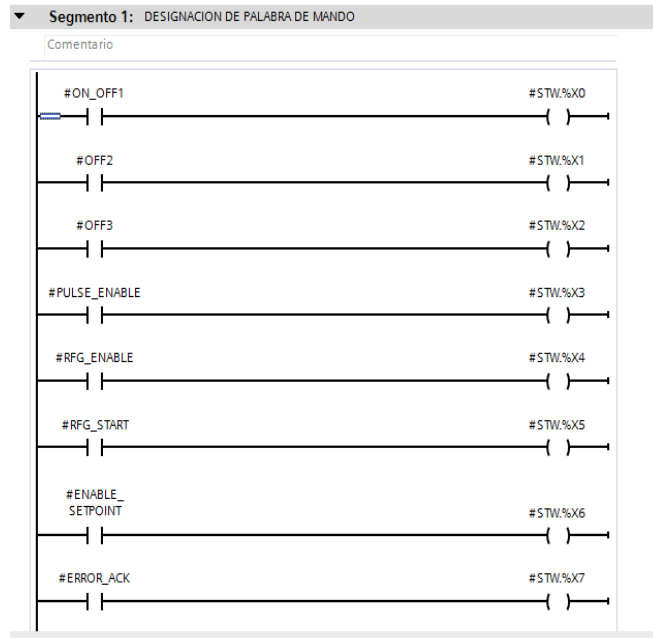 Segmento 1: DESIGNACION DE PALABRA DE MANDO
Comentario
#ON_OFF1 #STW.%X0
#OFF2 #STW.%X1
#OFF3 #STW.%X2
#PULSE_ENABLE #STW.%X3
#RFG_ENABLE #STW.%X4
#RFG_START #STW.%X5
#ENABLE_
SETPOINT #STW.%X6
#ERROR_ACK #STW.%X7